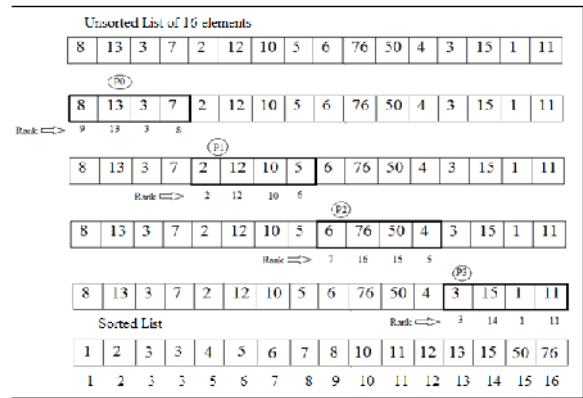 Unsorted List of 16 elements
8 13 3 7 2 12 10 5 6 76 50 4 3 15 1 11
P0
8 13 3 7 2 12 10 5 6 76 50 4 3 15 1 11
Rank 9 13 3 8
P1
8 13 3 7 2 12 10 5 6 76 50 4 3 15 1 11
Rank 2 12 10 6
P2
8 13 3 7 2 12 10 5 6 76 50 4 3 15 1 11
Rank 7 16 15 5
P3
8 13 3 7 2 12 10 5 6 76 50 4 3 15 1 11
Rank 3 14 1 11
Sorted List
1 2 3 3 4 5 6 7 8 10 11 12 13 15 50 76
1 2 3 3 5 6 7 8 9 10 11 12 13 14 15 16